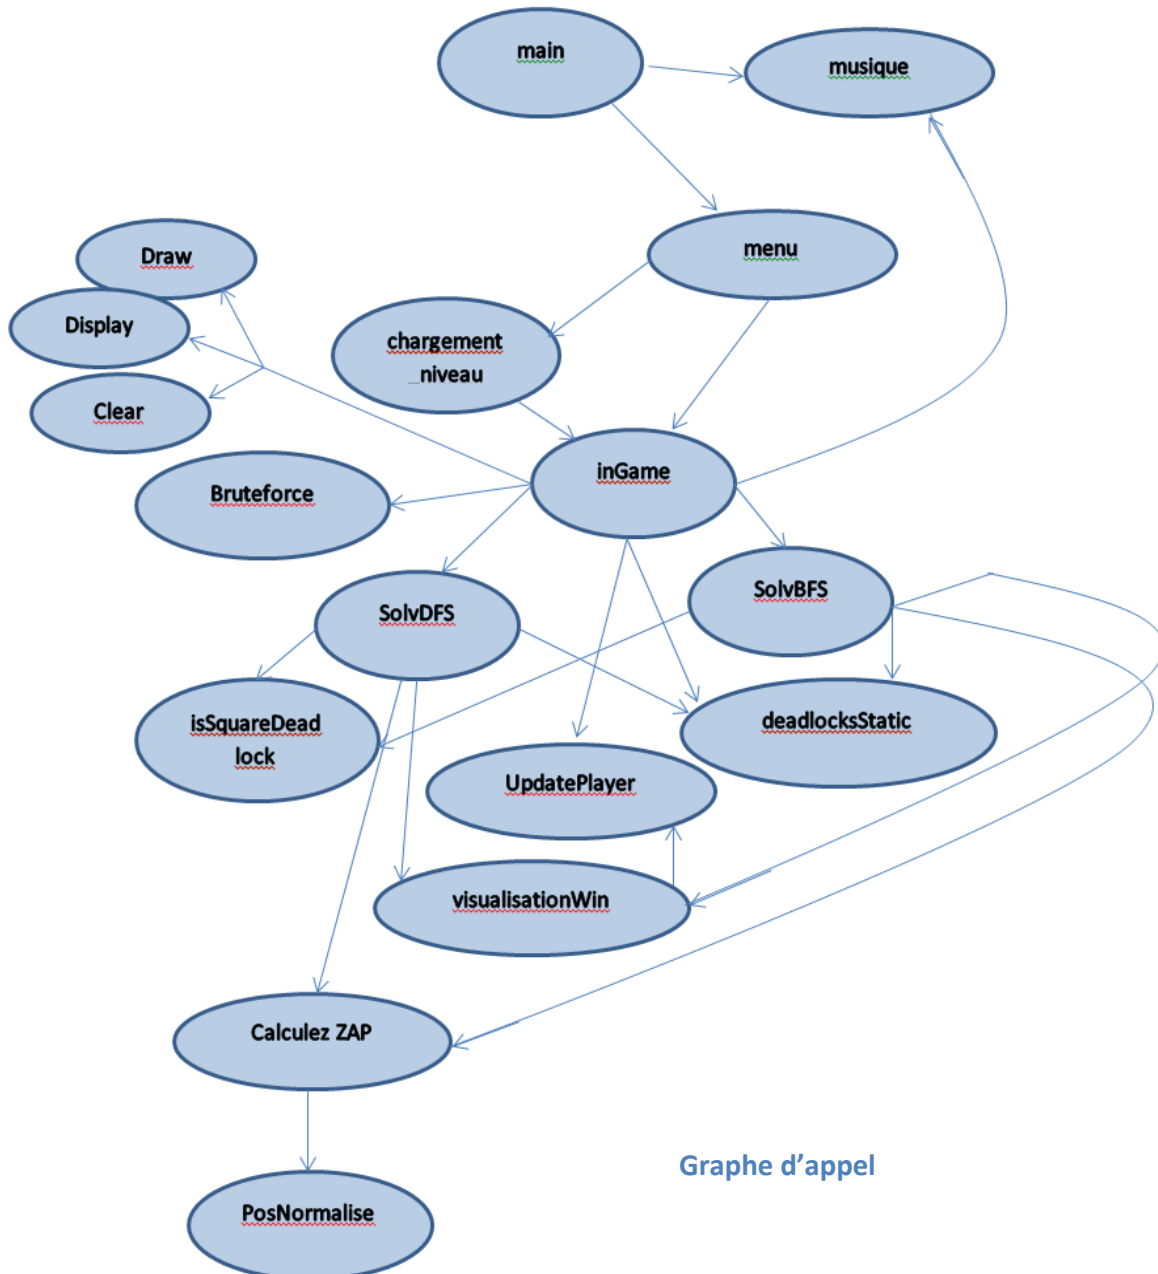 main
musique
menu
Draw
Display
Clear
chargement
_niveau
inGame
Bruteforce
SolvBFS
SolvDFS
isSquareDead
lock
deadlocksStatic
UpdatePlayer
visualisationWin
Calculez ZAP
Graphe d’appel
PosNormalise